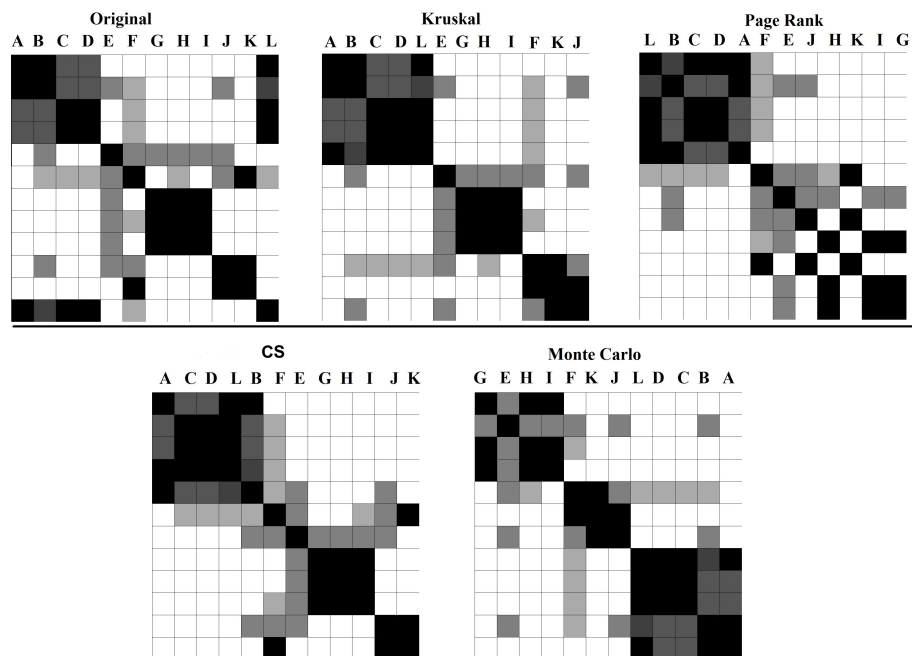 Original
A B C D E F G H I J K L
Kruskal
A B C D L E G H I F K J
Page Rank
L B C D A F E J H K I G
CS
A C D L B F E G H I J K
Monte Carlo
G E H I F K J L D C B A